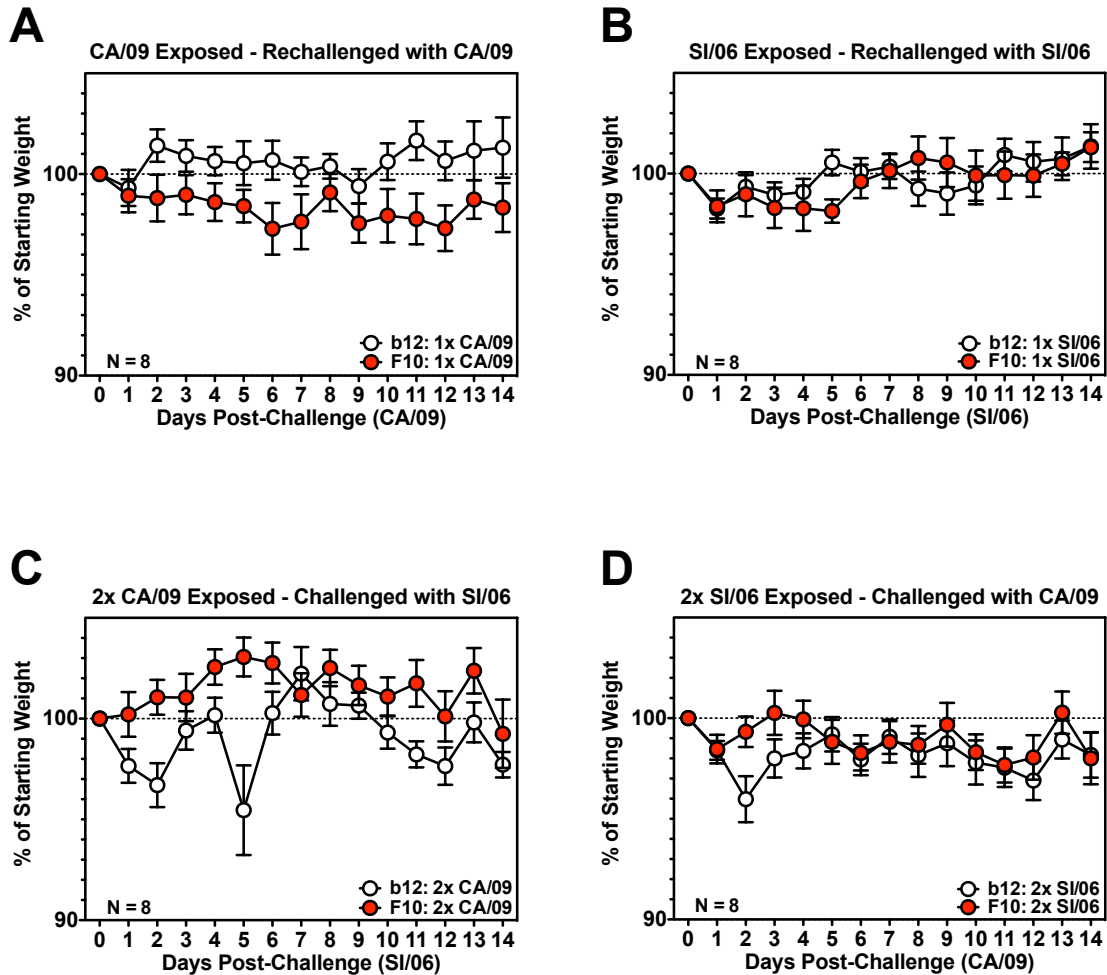 A
CA/09 Exposed - Rechallenged with CA/09
% of Starting Weight
100
90
b12: 1x CA/09
F10: 1x CA/09
N = 8
0 1 2 3 4 5 6 7 8 9 10 11 12 13 14
Days Post-Challenge (CA/09)
B
SI/06 Exposed - Rechallenged with SI/06
% of Starting Weight
100
90
b12: 1x SI/06
F10: 1x SI/06
N = 8
0 1 2 3 4 5 6 7 8 9 10 11 12 13 14
Days Post-Challenge (SI/06)
C
2x CA/09 Exposed - Challenged with SI/06
% of Starting Weight
100
90
b12: 2x CA/09
F10: 2x CA/09
N = 8
0 1 2 3 4 5 6 7 8 9 10 11 12 13 14
Days Post-Challenge (SI/06)
D
2x SI/06 Exposed - Challenged with CA/09
% of Starting Weight
100
90
b12: 2x SI/06
F10: 2x SI/06
N = 8
0 1 2 3 4 5 6 7 8 9 10 11 12 13 14
Days Post-Challenge (CA/09)